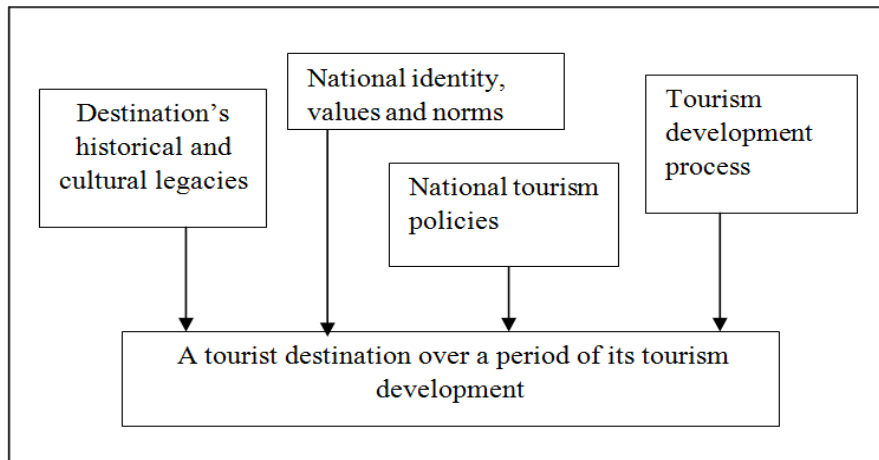 Destination’s
historical and
cultural legacies
National identity,
values and norms
National tourism
policies
Tourism
development
process
A tourist destination over a period of its tourism
development